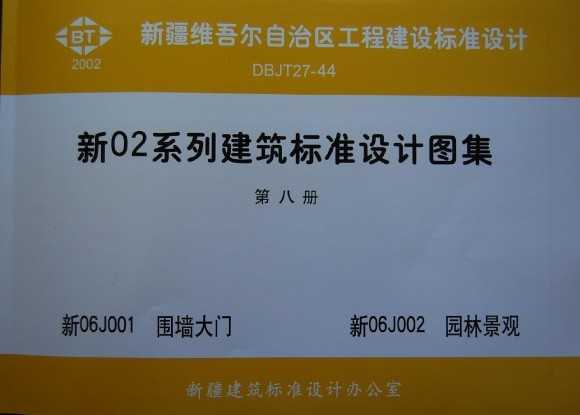 BT
2002
新疆维吾尔自治区工程建设标准设计
DBJT27-44
新02系列建筑标准设计图集
第八册
新06J001 围墙大门
新06J002 园林景观
新疆建筑标准设计办公室